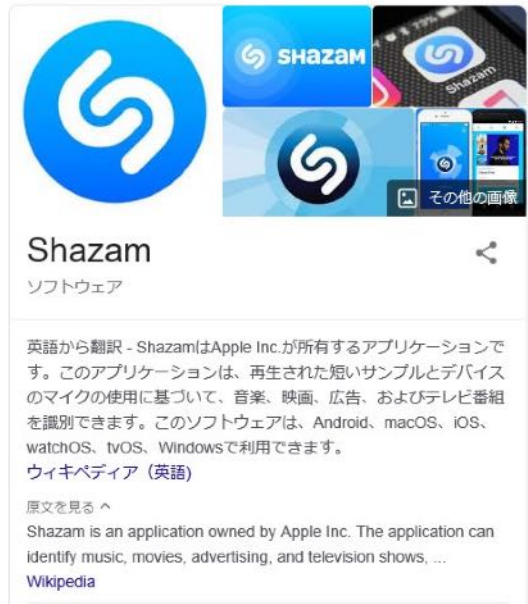 SHAZAM
Shazam
その他の画像
Shazam
ソフトウェア
英語から翻訳 - ShazamはApple Inc.が所有するアプリケーションで
す。このアプリケーションは、再生された短いサンプルとデバイス
のマイクの使用に基づいて、音楽、映画、広告、およびテレビ番組
を識別できます。このソフトウェアは、Android、macOS、iOS、
watchOS、tvOS、Windowsで利用できます。
ウィキペディア（英語)
原文を見る
Shazam is an application owned by Apple Inc. The application can
identify music, movies, advertising, and television shows, ...
Wikipedia